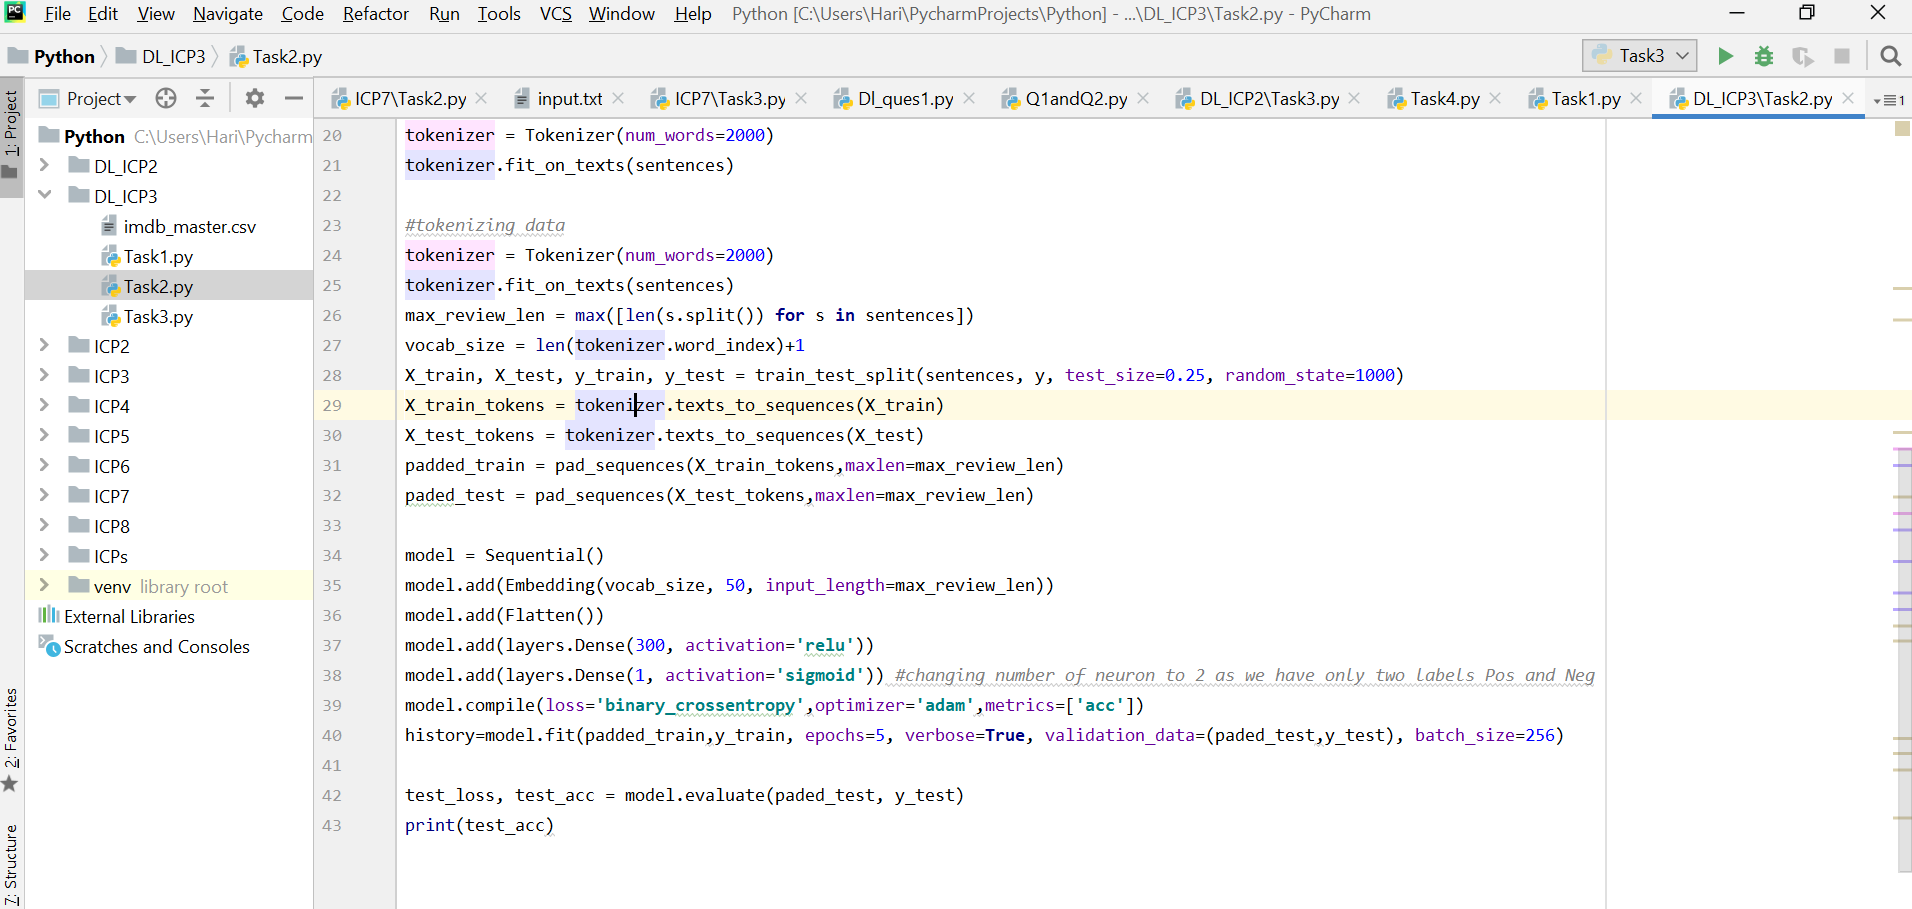 File Edit View Navigate Code Refactor Run Tools VCS Window Help Python [C:\Users\Hari\PycharmProjects\Python] - ...\DL_ICP3\Task2.py - PyCharm
Python DL_ICP3 Task2.py Task3
Project ICP7\Task2.py input.txt ICP7\Task3.py Dl_ques1.py Q1andQ2.py DL_ICP2\Task3.py Task4.py Task1.py DL_ICP3\Task2.py 1
1: Project
2: Favorites
7: Structure
Python C:\Users\Hari\Pycharm
DL_ICP2
DL_ICP3
imdb_master.csv
Task1.py
Task2.py
Task3.py
ICP2
ICP3
ICP4
ICP5
ICP6
ICP7
ICP8
ICPs
venv library root
External Libraries
Scratches and Consoles
20 tokenizer = Tokenizer(num_words=2000)
21 tokenizer.fit_on_texts(sentences)
22
23 #tokenizing data
24 tokenizer = Tokenizer(num_words=2000)
25 tokenizer.fit_on_texts(sentences)
26 max_review_len = max([len(s.split()) for s in sentences])
27 vocab_size = len(tokenizer.word_index)+1
28 X_train, X_test, y_train, y_test = train_test_split(sentences, y, test_size=0.25, random_state=1000)
29 X_train_tokens = tokenizer.texts_to_sequences(X_train)
30 X_test_tokens = tokenizer.texts_to_sequences(X_test)
31 padded_train = pad_sequences(X_train_tokens,maxlen=max_review_len)
32 paded_test = pad_sequences(X_test_tokens,maxlen=max_review_len)
33
34 model = Sequential()
35 model.add(Embedding(vocab_size, 50, input_length=max_review_len))
36 model.add(Flatten())
37 model.add(layers.Dense(300, activation='relu'))
38 model.add(layers.Dense(1, activation='sigmoid')) #changing number of neuron to 2 as we have only two labels Pos and Neg
39 model.compile(loss='binary_crossentropy',optimizer='adam',metrics=['acc'])
40 history=model.fit(padded_train,y_train, epochs=5, verbose=True, validation_data=(paded_test,y_test), batch_size=256)
41
42 test_loss, test_acc = model.evaluate(paded_test, y_test)
43 print(test_acc)